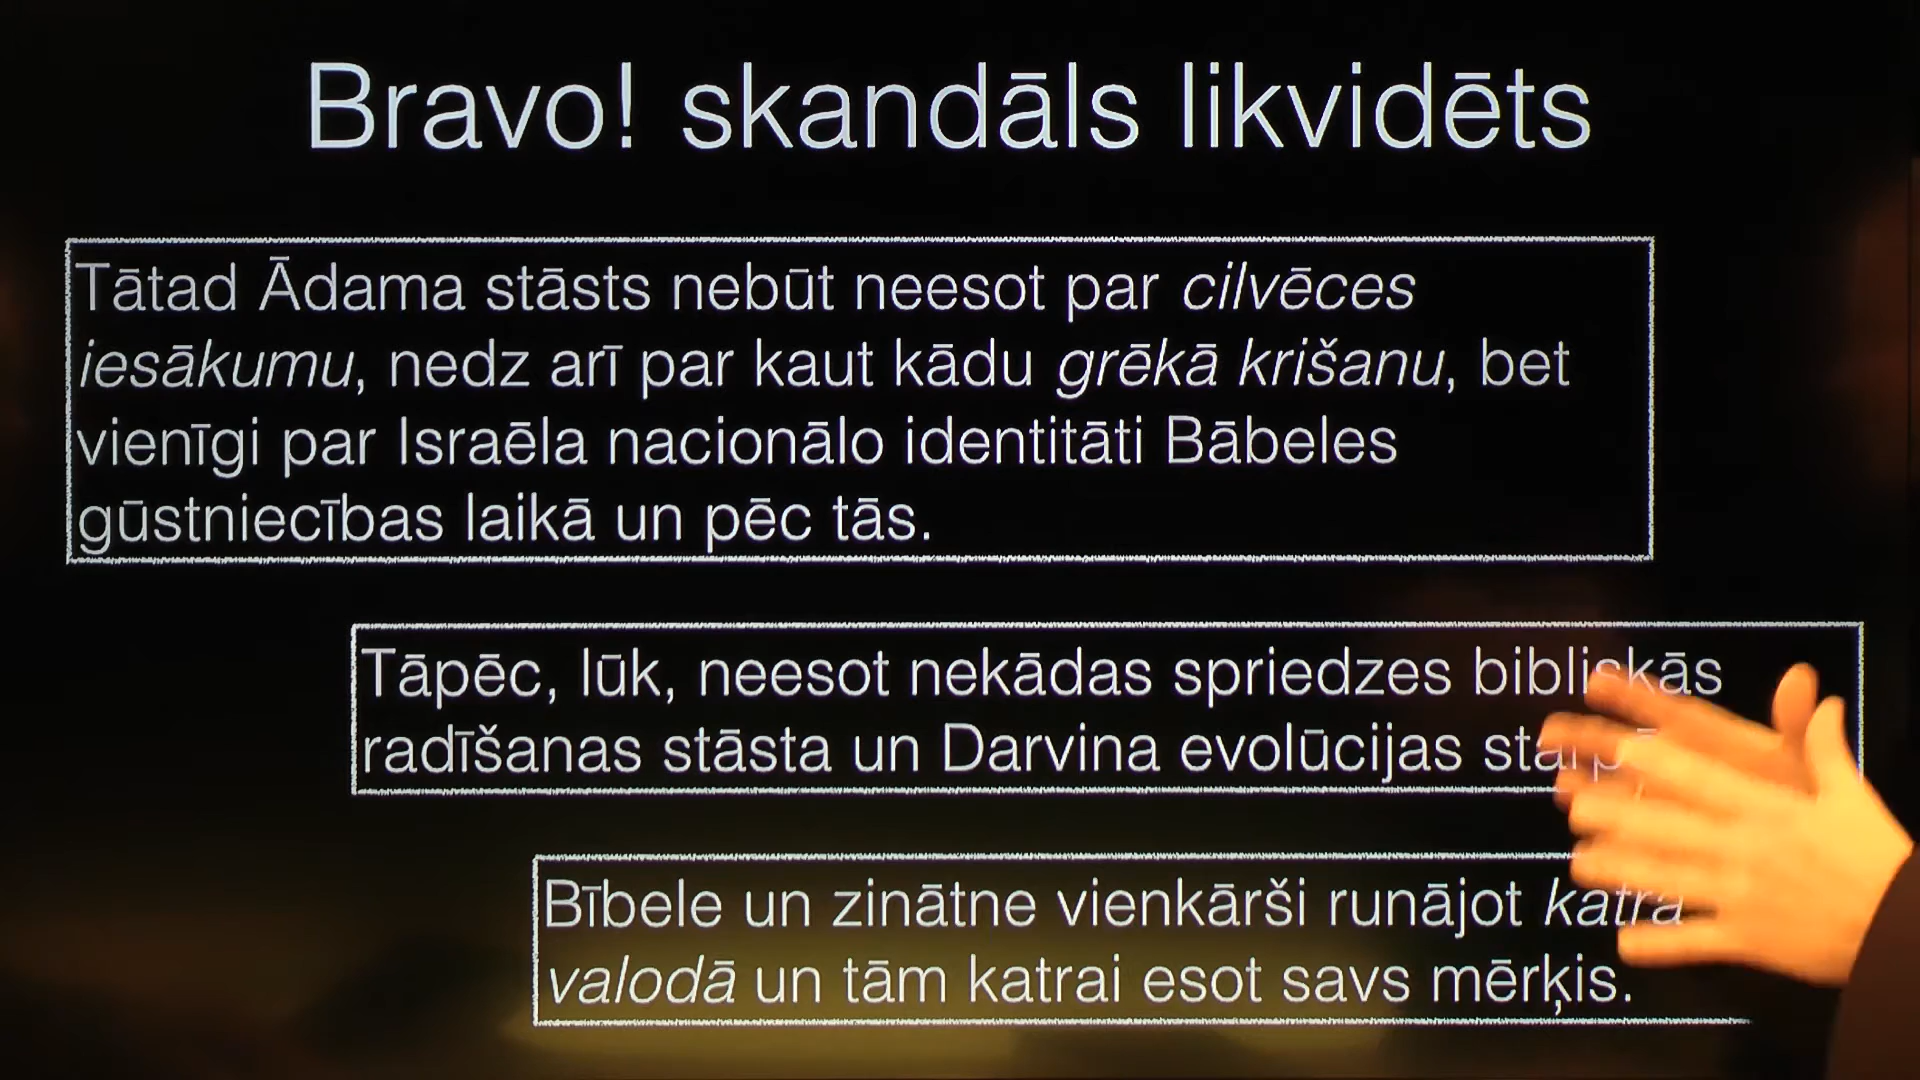 Bravo! skandāls likvidēts
Tātad Ādama stāsts nebūt neesot par cilvēces
iesākumu, nedz arī par kaut kādu grēkā krišanu, bet
vienīgi par Israēla nacionālo identitāti Bābeles
gūstniecības laikā un pēc tās.
Tāpēc, lūk, neesot nekādas spriedzes bibliskās
radīšanas stāsta un Darvina evolūcijas
Bībele un zinātne vienkārši runājot katra
valodā un tām katrai esot savs mērķis.